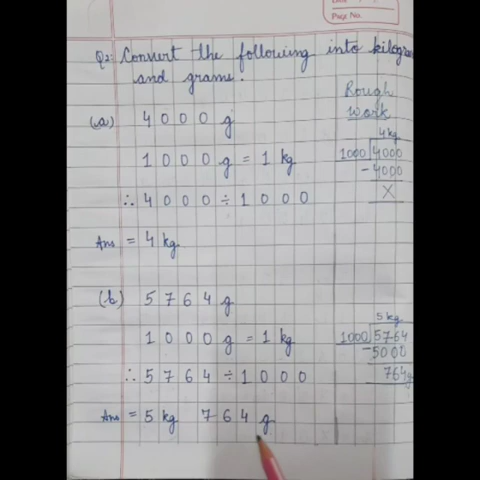 Page No.
Q2: Convert the following into kilogram
and grams.
Rough
Work
(a) 4000 g
1000 g = 1 kg
∴ 4000 ÷ 1000
Ans = 4 kg
4 kg
1000 4000
-4000
X
(b) 5764 g
1000 g = 1 kg
∴ 5764 ÷ 1000
Ans = 5 kg 764 g
5 kg
1000 5764
-5000
764g